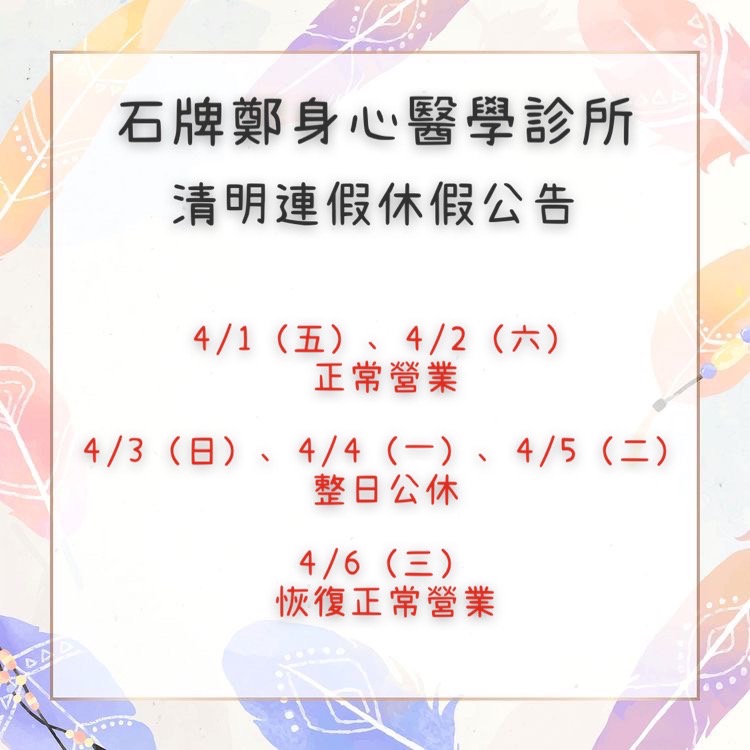 石牌鄭身心醫學診所
清明連假休假公告
4/1（五）、4/2（六）
正常營業
4/3（日）、4/4（一）、4/5（二）
整日公休
4/6（三）
恢復正常營業